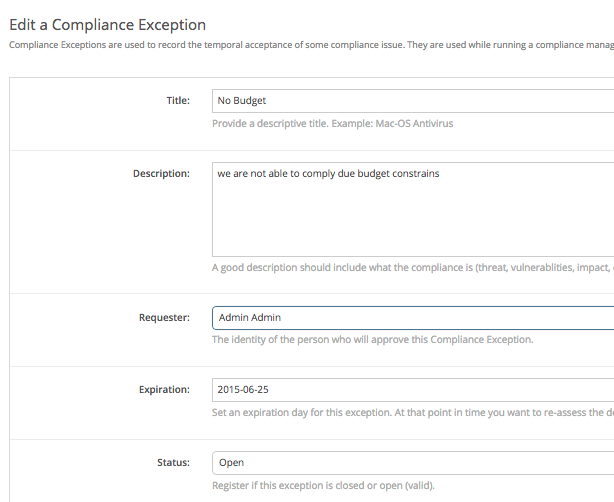 Edit a Compliance Exception
Compliance Exceptions are used to record the temporal acceptance of some compliance issue. They are used while running a compliance manag
Title:
No Budget
Provide a descriptive title. Example: Mac-OS Antivirus
Description:
we are not able to comply due budget constrains
A good description should include what the compliance is (threat, vulnerablities, impact,
Requester:
Admin Admin
The identity of the person who will approve this Compliance Exception.
Expiration:
2015-06-25
Set an expiration day for this exception. At that point in time you want to re-assess the d
Status:
Open
Register if this exception is closed or open (valid).